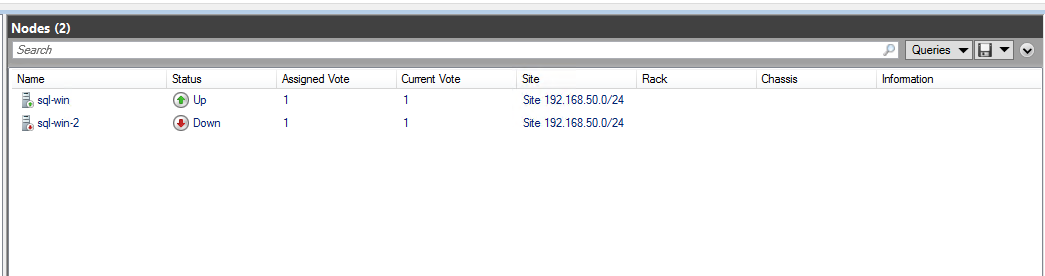 Nodes (2)
Search Queries
Name Status Assigned Vote Current Vote Site Rack Chassis Information
sql-win Up 1 1 Site 192.168.50.0/24
sql-win-2 Down 1 1 Site 192.168.50.0/24